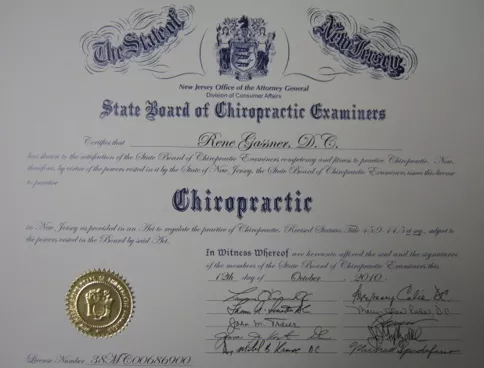 The State of
New Jersey
New Jersey Office of the Attorney General
Division of Consumer Affairs
State Board of Chiropractic Examiners
Certifies that Rene Gassner, D.C.
has shown to the satisfaction of the State Board of Chiropractic Examiners competency and fitness to practice Chiropractic. Now,
therefore, by virtue of the powers vested in it by the State of New Jersey, the State Board of Chiropractic Examiners issues this license
to practice
Chiropractic
in New Jersey as provided in an Act to regulate the practice of Chiropractic, Revised Statutes Title 45:9-14.5 et seq. subject to
the powers vested in the Board by said Act.
In Witness Whereof are hereunto affixed the seal and the signatures
of the members of the State Board of Chiropractic Examiners this
12th day of October, 2010
John M.
License Number 38MC00686900